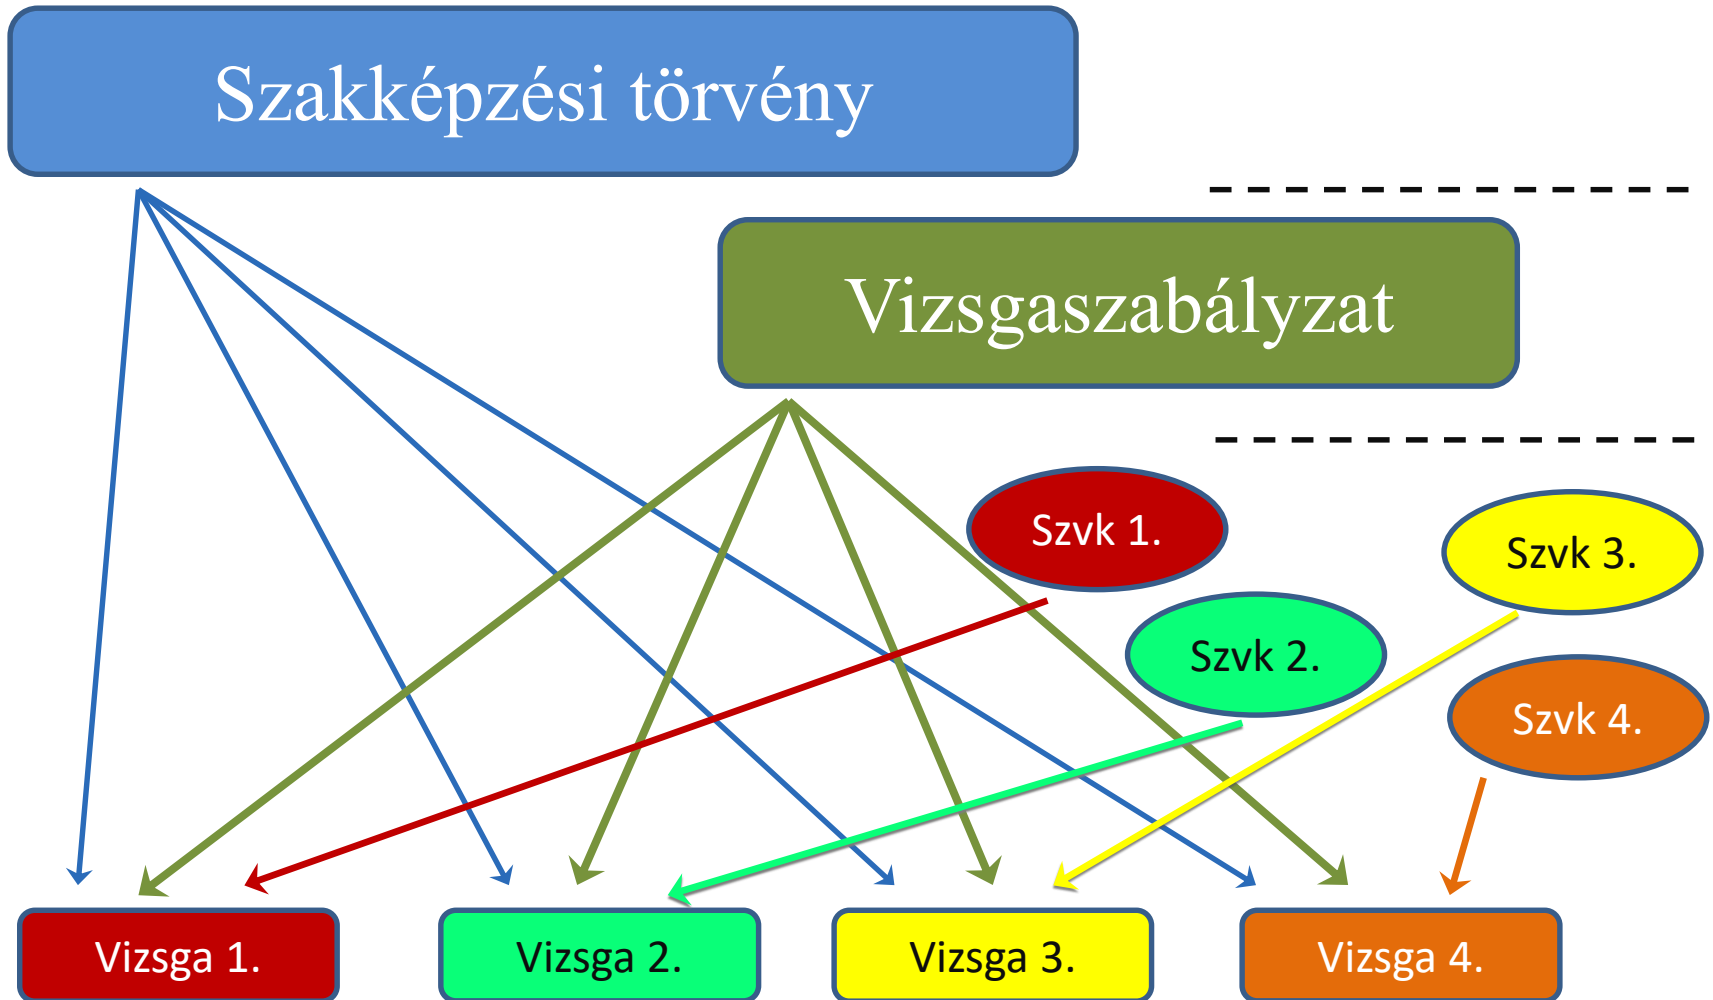 Szakképzési törvény
Vizsgaszabályzat
Szvk 1.
Szvk 3.
Szvk 2.
Szvk 4.
Vizsga 1.
Vizsga 2.
Vizsga 3.
Vizsga 4.